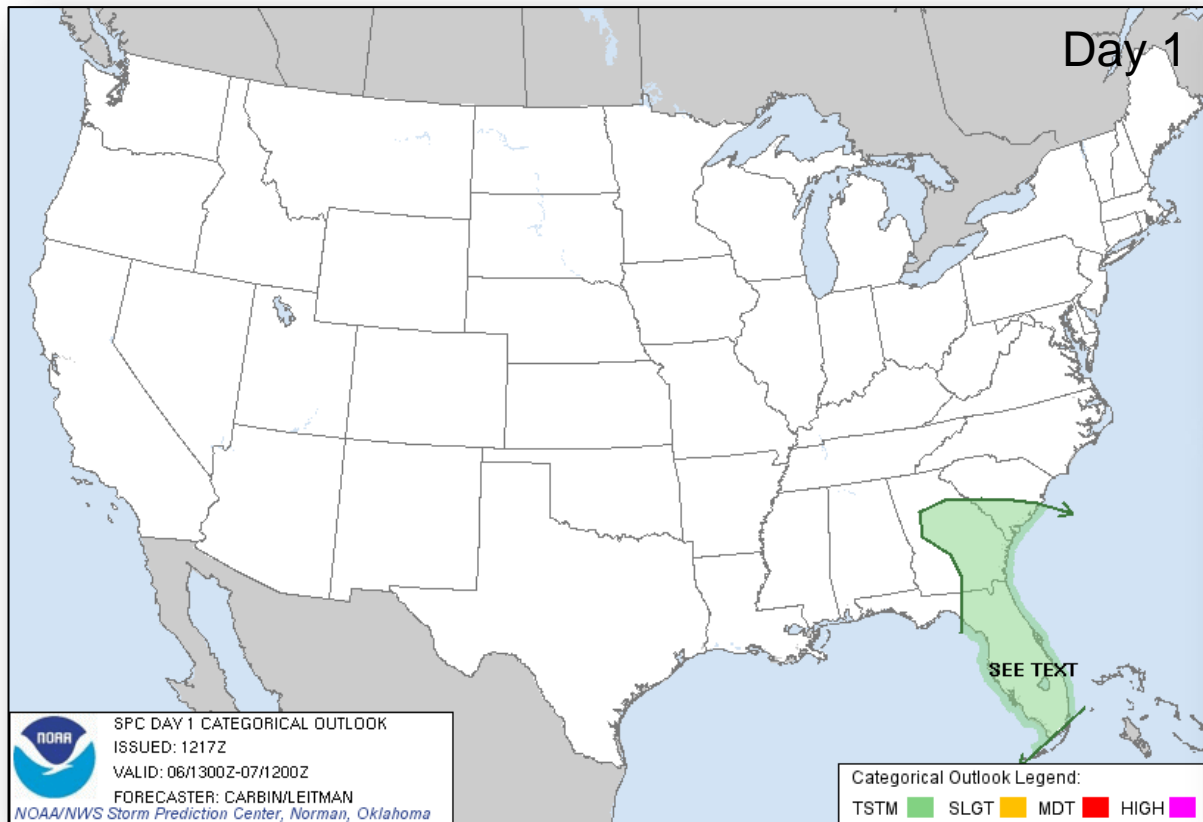 Day 1
SEE TEXT
NOAA
SPC DAY 1 CATEGORICAL OUTLOOK
ISSUED: 1217Z
VALID: 06/1300Z-07/1200Z
FORECASTER: CARBIN/LEITMAN
NOAA/NWS Storm Prediction Center, Norman, Oklahoma
Categorical Outlook Legend:
TSTM SLGT MDT HIGH